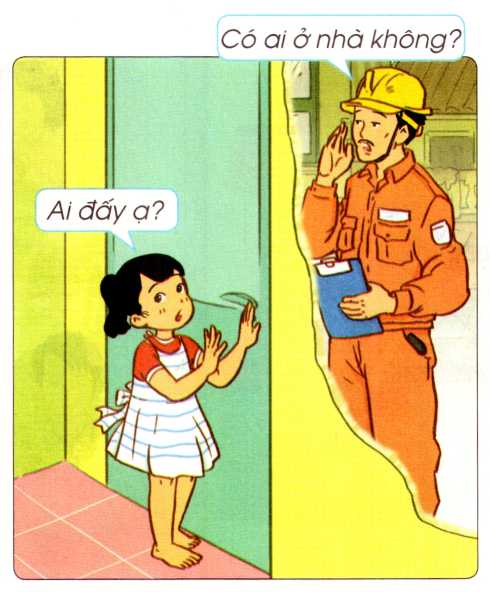 Có ai ở nhà không?
Ai đấy ạ?